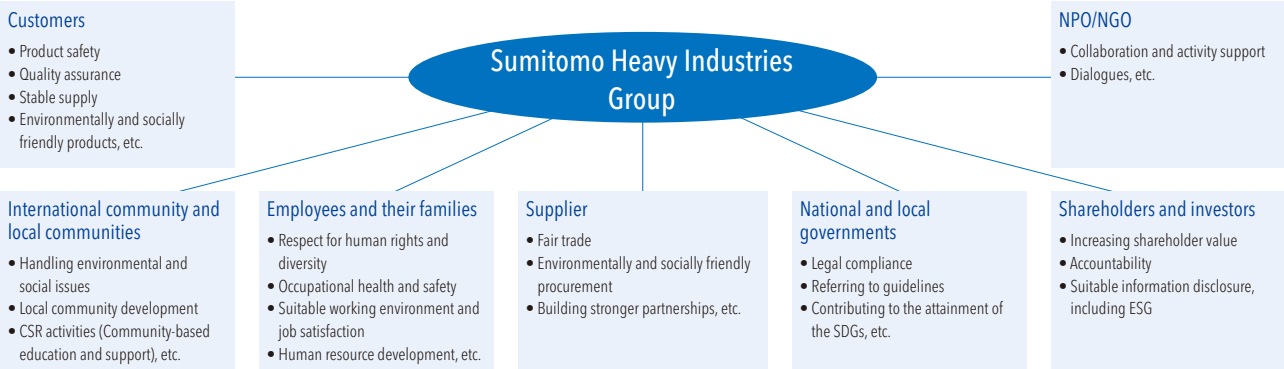 Customers
• Product safety
• Quality assurance
• Stable supply
• Environmentally and socially
friendly products, etc.
Sumitomo Heavy Industries
Group
NPO/NGO
• Collaboration and activity support
• Dialogues, etc.
International community and
local communities
• Handling environmental and
social issues
• Local community development
• CSR activities (Community-based
education and support), etc.
Employees and their families
• Respect for human rights and
diversity
• Occupational health and safety
• Suitable working environment and
job satisfaction
• Human resource development, etc.
Supplier
• Fair trade
• Environmentally and socially friendly
procurement
• Building stronger partnerships, etc.
National and local
governments
• Legal compliance
• Referring to guidelines
• Contributing to the attainment of
the SDGs, etc.
Shareholders and investors
• Increasing shareholder value
• Accountability
• Suitable information disclosure,
including ESG